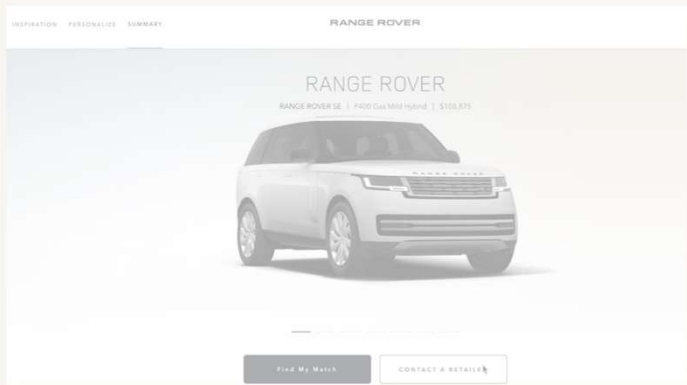 INSPIRATION PERSONALIZE SUMMARY
RANGE ROVER
RANGE ROVER
RANGE ROVER SE | P400 Gas Mild Hybrid | $108,875
RANGE ROVER
Find My Match
CONTACT A RETAILER